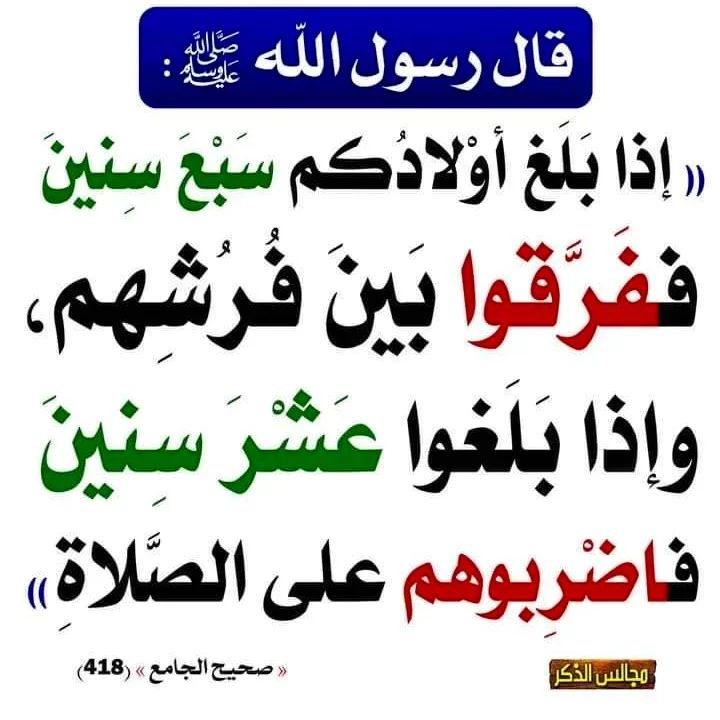 قال رسول الله ﷺ :
(( إذا بَلَغ أوْلادُكم سَبْعَ سِنينَ
ففَرَّقوا بَينَ فُرُشِهم،
وإذا بَلَغوا عَشْرَ سِنينَ
فاضْرِبوهم على الصَّلاةِ ))
« صحيح الجامع » (418)
مجالس الذكر